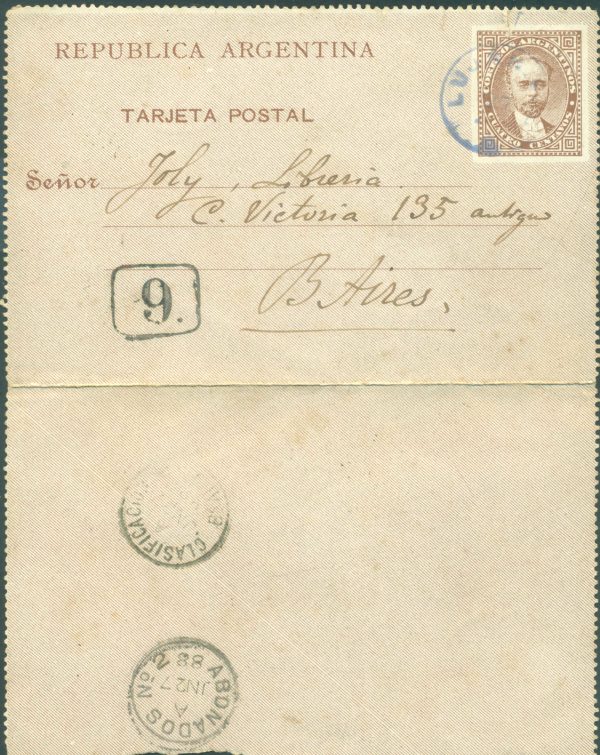 REPUBLICA ARGENTINA
TARJETA POSTAL
CORREOS ARGENTINOS
CUATRO CENTAVOS
Señor Joly, Libreria
C. Victoria 135 antiguo
B Aires,
9.
CLASIFICACION
ABONADOS Nº 2
88
JN 27
A